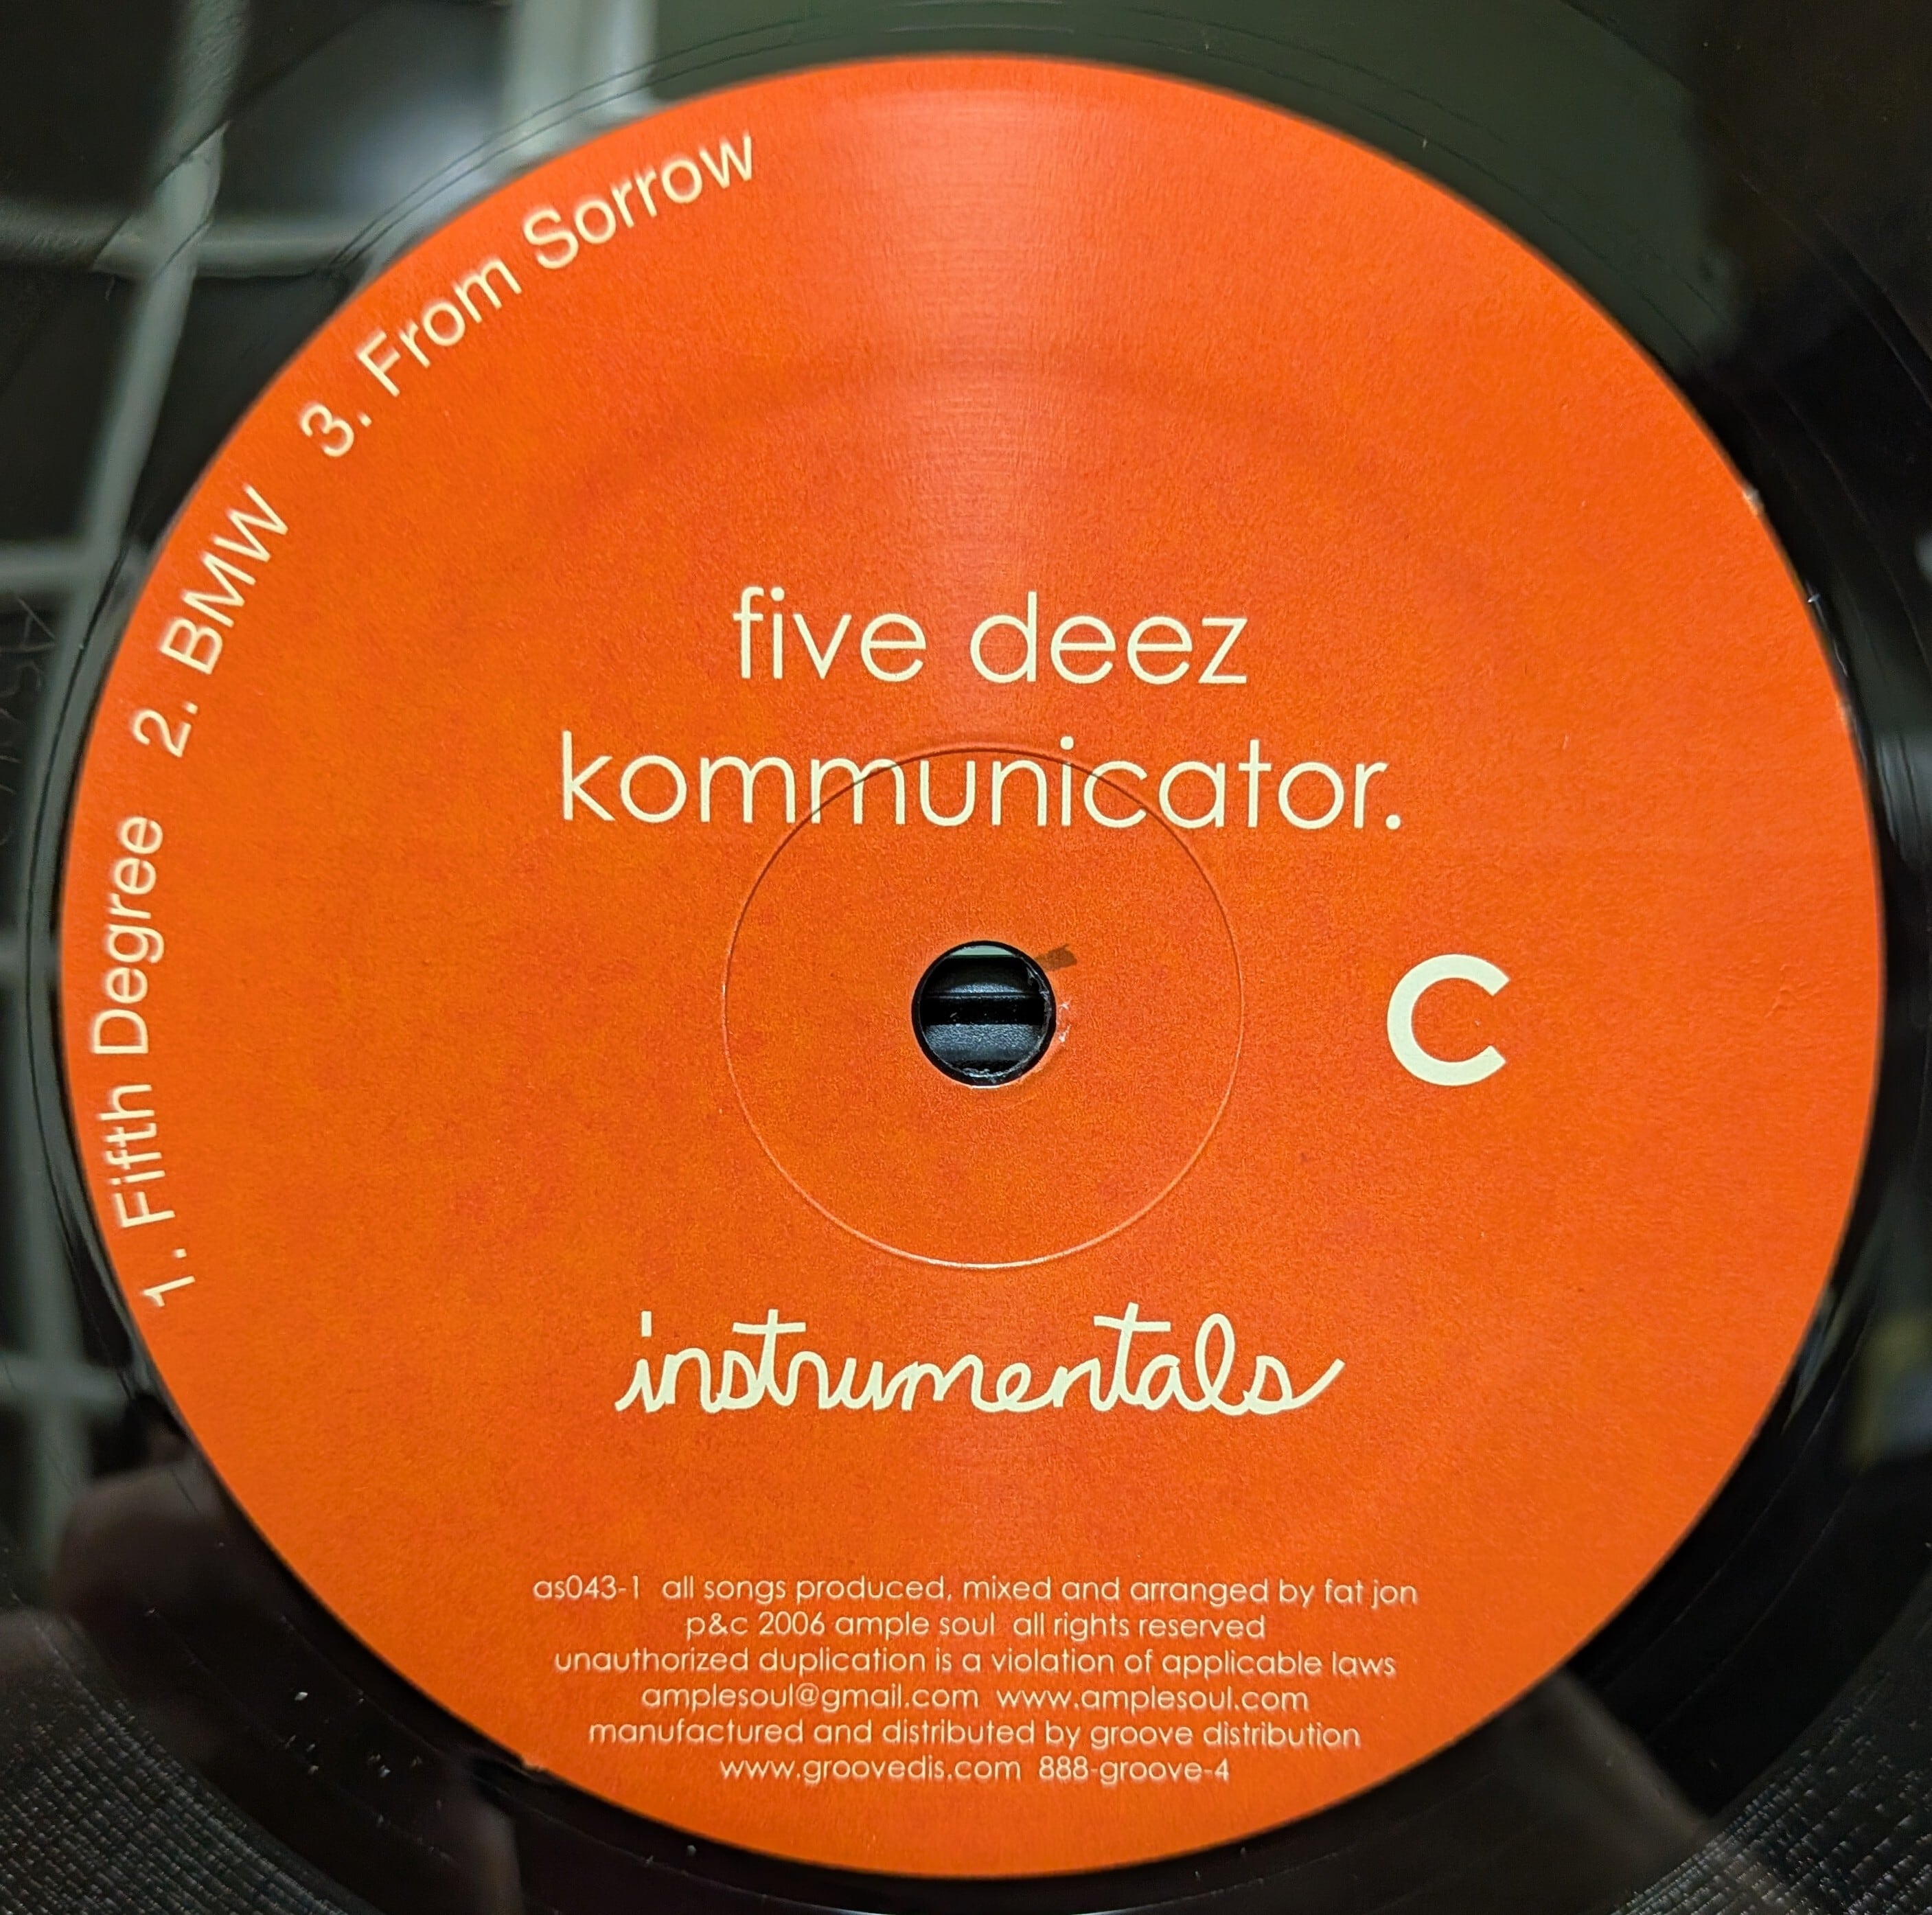 1. Fifth Degree 2. BMW 3. From Sorrow
five deez
kommunicator.
C
instrumentals
as043-1 all songs produced, mixed and arranged by fat jon
p&c 2006 ample soul all rights reserved
unauthorized duplication is a violation of applicable laws
amplesoul@gmail.com www.amplesoul.com
manufactured and distributed by groove distribution
www.groovedis.com 888-groove-4